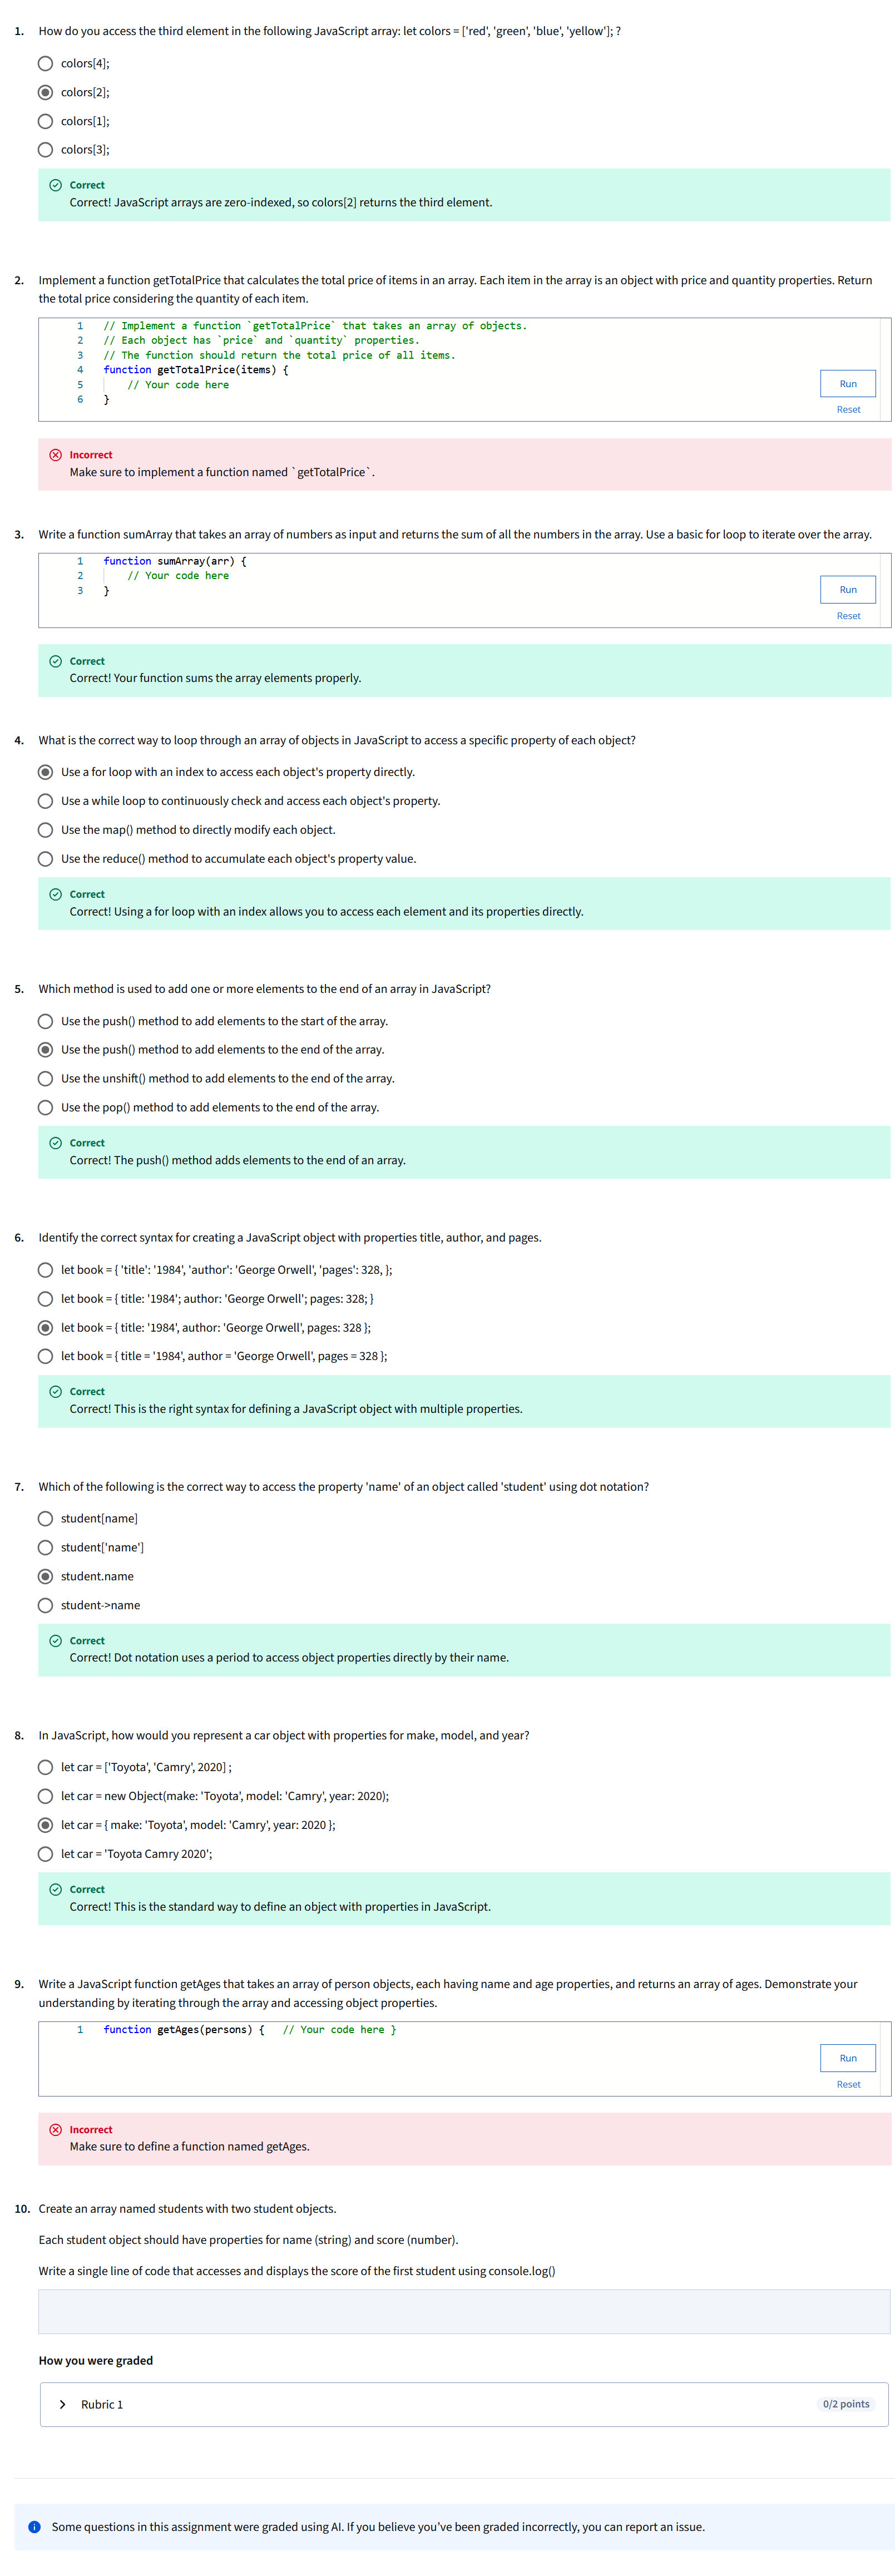 1. How do you access the third element in the following JavaScript array: let colors = ['red', 'green', 'blue', 'yellow']; ?
colors[4];
colors[2];
colors[1];
colors[3];
Correct
Correct! JavaScript arrays are zero-indexed, so colors[2] returns the third element.
2. Implement a function getTotalPrice that calculates the total price of items in an array. Each item in the array is an object with price and quantity properties. Return
the total price considering the quantity of each item.
1 // Implement a function `getTotalPrice` that takes an array of objects.
2 // Each object has `price` and `quantity` properties.
3 // The function should return the total price of all items.
4 function getTotalPrice(items) {
5 // Your code here
6 }
Run
Reset
Incorrect
Make sure to implement a function named `getTotalPrice`.
3. Write a function sumArray that takes an array of numbers as input and returns the sum of all the numbers in the array. Use a basic for loop to iterate over the array.
1 function sumArray(arr) {
2 // Your code here
3 }
Run
Reset
Correct
Correct! Your function sums the array elements properly.
4. What is the correct way to loop through an array of objects in JavaScript to access a specific property of each object?
Use a for loop with an index to access each object's property directly.
Use a while loop to continuously check and access each object's property.
Use the map() method to directly modify each object.
Use the reduce() method to accumulate each object's property value.
Correct
Correct! Using a for loop with an index allows you to access each element and its properties directly.
5. Which method is used to add one or more elements to the end of an array in JavaScript?
Use the push() method to add elements to the start of the array.
Use the push() method to add elements to the end of the array.
Use the unshift() method to add elements to the end of the array.
Use the pop() method to add elements to the end of the array.
Correct
Correct! The push() method adds elements to the end of an array.
6. Identify the correct syntax for creating a JavaScript object with properties title, author, and pages.
let book = { 'title': '1984', 'author': 'George Orwell', 'pages': 328, };
let book = { title: '1984'; author: 'George Orwell'; pages: 328; }
let book = { title: '1984', author: 'George Orwell', pages: 328 };
let book = { title = '1984', author = 'George Orwell', pages = 328 };
Correct
Correct! This is the right syntax for defining a JavaScript object with multiple properties.
7. Which of the following is the correct way to access the property 'name' of an object called 'student' using dot notation?
student[name]
student['name']
student.name
student->name
Correct
Correct! Dot notation uses a period to access object properties directly by their name.
8. In JavaScript, how would you represent a car object with properties for make, model, and year?
let car = ['Toyota', 'Camry', 2020] ;
let car = new Object(make: 'Toyota', model: 'Camry', year: 2020);
let car = { make: 'Toyota', model: 'Camry', year: 2020 };
let car = 'Toyota Camry 2020';
Correct
Correct! This is the standard way to define an object with properties in JavaScript.
9. Write a JavaScript function getAges that takes an array of person objects, each having name and age properties, and returns an array of ages. Demonstrate your
understanding by iterating through the array and accessing object properties.
1 function getAges(persons) { // Your code here }
Run
Reset
Incorrect
Make sure to define a function named getAges.
10. Create an array named students with two student objects.
Each student object should have properties for name (string) and score (number).
Write a single line of code that accesses and displays the score of the first student using console.log()
How you were graded
Rubric 1 0/2 points
Some questions in this assignment were graded using AI. If you believe you've been graded incorrectly, you can report an issue.